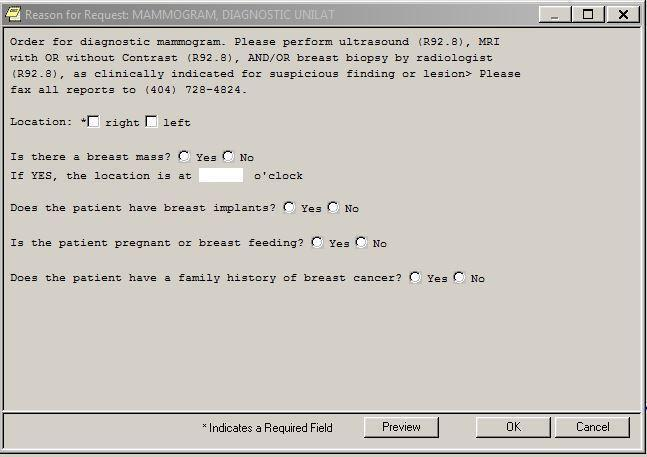 Reason for Request: MAMMOGRAM, DIAGNOSTIC UNILAT
Order for diagnostic mammogram. Please perform ultrasound (R92.8), MRI
with OR without Contrast (R92.8), AND/OR breast biopsy by radiologist
(R92.8), as clinically indicated for suspicious finding or lesion> Please
fax all reports to (404) 728-4824.
Location: * right left
Is there a breast mass? Yes No
If YES, the location is at o'clock
Does the patient have breast implants? Yes No
Is the patient pregnant or breast feeding? Yes No
Does the patient have a family history of breast cancer? Yes No
* Indicates a Required Field Preview OK Cancel